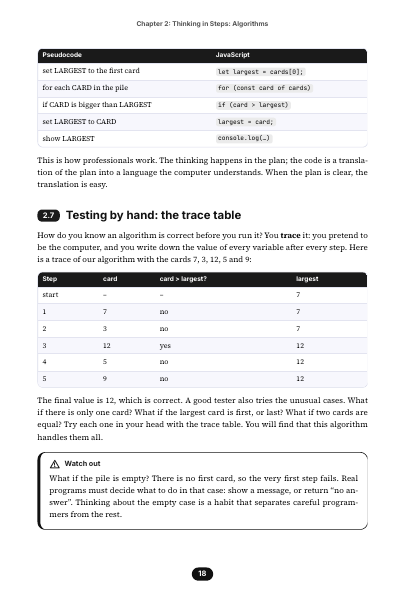 Chapter 2: Thinking in Steps: Algorithms
Pseudocode JavaScript
set LARGEST to the first card let largest = cards[0];
for each CARD in the pile for (const card of cards)
if CARD is bigger than LARGEST if (card > largest)
set LARGEST to CARD largest = card;
show LARGEST console.log(…)
This is how professionals work. The thinking happens in the plan; the code is a transla-
tion of the plan into a language the computer understands. When the plan is clear, the
translation is easy.
2.7 Testing by hand: the trace table
How do you know an algorithm is correct before you run it? You trace it: you pretend to
be the computer, and you write down the value of every variable after every step. Here
is a trace of our algorithm with the cards 7, 3, 12, 5 and 9:
Step card card > largest? largest
start – – 7
1 7 no 7
2 3 no 7
3 12 yes 12
4 5 no 12
5 9 no 12
The final value is 12, which is correct. A good tester also tries the unusual cases. What
if there is only one card? What if the largest card is first, or last? What if two cards are
equal? Try each one in your head with the trace table. You will find that this algorithm
handles them all.
Watch out
What if the pile is empty? There is no first card, so the very first step fails. Real
programs must decide what to do in that case: show a message, or return “no an-
swer”. Thinking about the empty case is a habit that separates careful program-
mers from the rest.
18